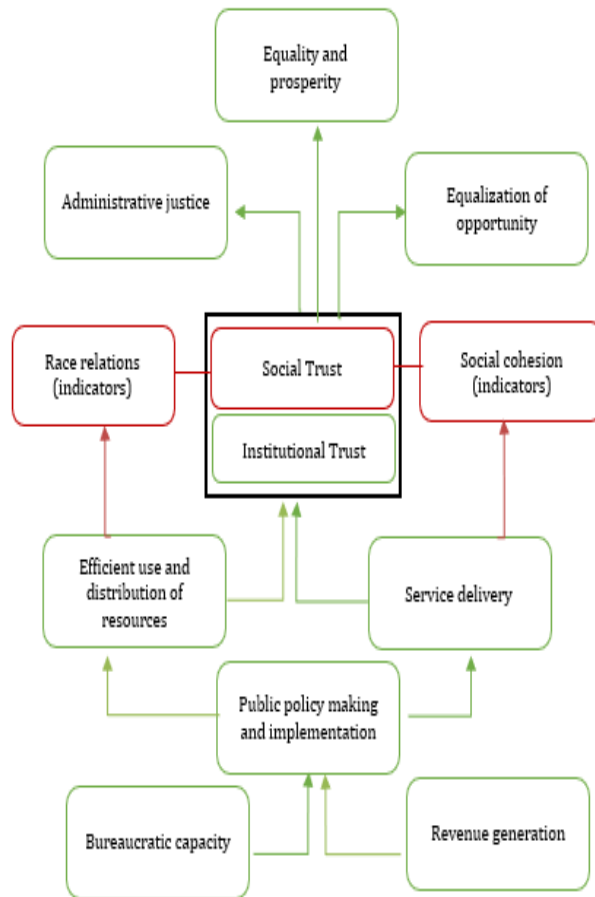 Equality and
prosperity
Administrative justice
Equalization of
opportunity
Race relations
(indicators)
Social Trust
Social cohesion
(indicators)
Institutional Trust
Efficient use and
distribution of
resources
Service delivery
Public policy making
and implementation
Bureaucratic capacity
Revenue generation